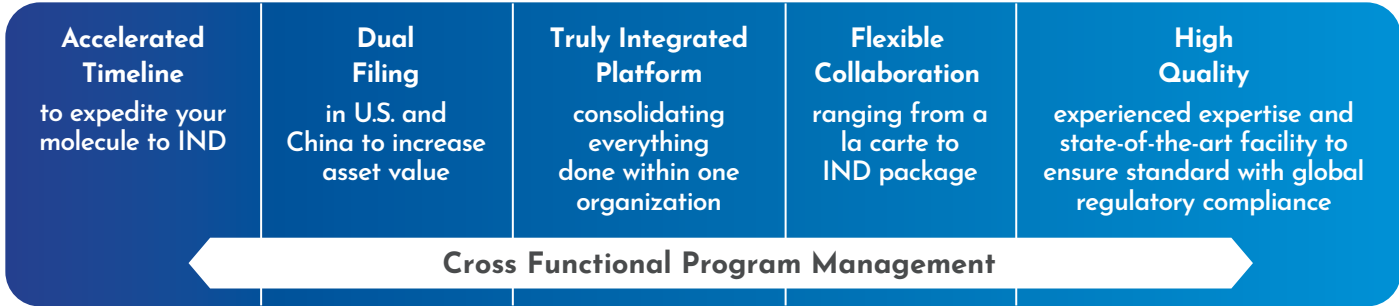 Accelerated
Timeline
to expedite your
molecule to IND
Dual
Filing
in U.S. and
China to increase
asset value
Truly Integrated
Platform
consolidating
everything
done within one
organization
Flexible
Collaboration
ranging from a
la carte to
IND package
High
Quality
experienced expertise and
state-of-the-art facility to
ensure standard with global
regulatory compliance
Cross Functional Program Management